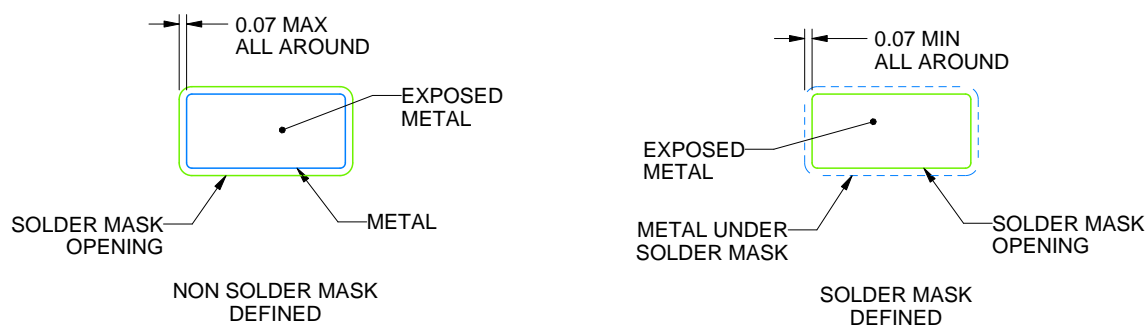 0.07 MAX
ALL AROUND
EXPOSED
METAL
SOLDER MASK
OPENING
METAL
NON SOLDER MASK
DEFINED
0.07 MIN
ALL AROUND
EXPOSED
METAL
METAL UNDER
SOLDER MASK
SOLDER MASK
OPENING
SOLDER MASK
DEFINED